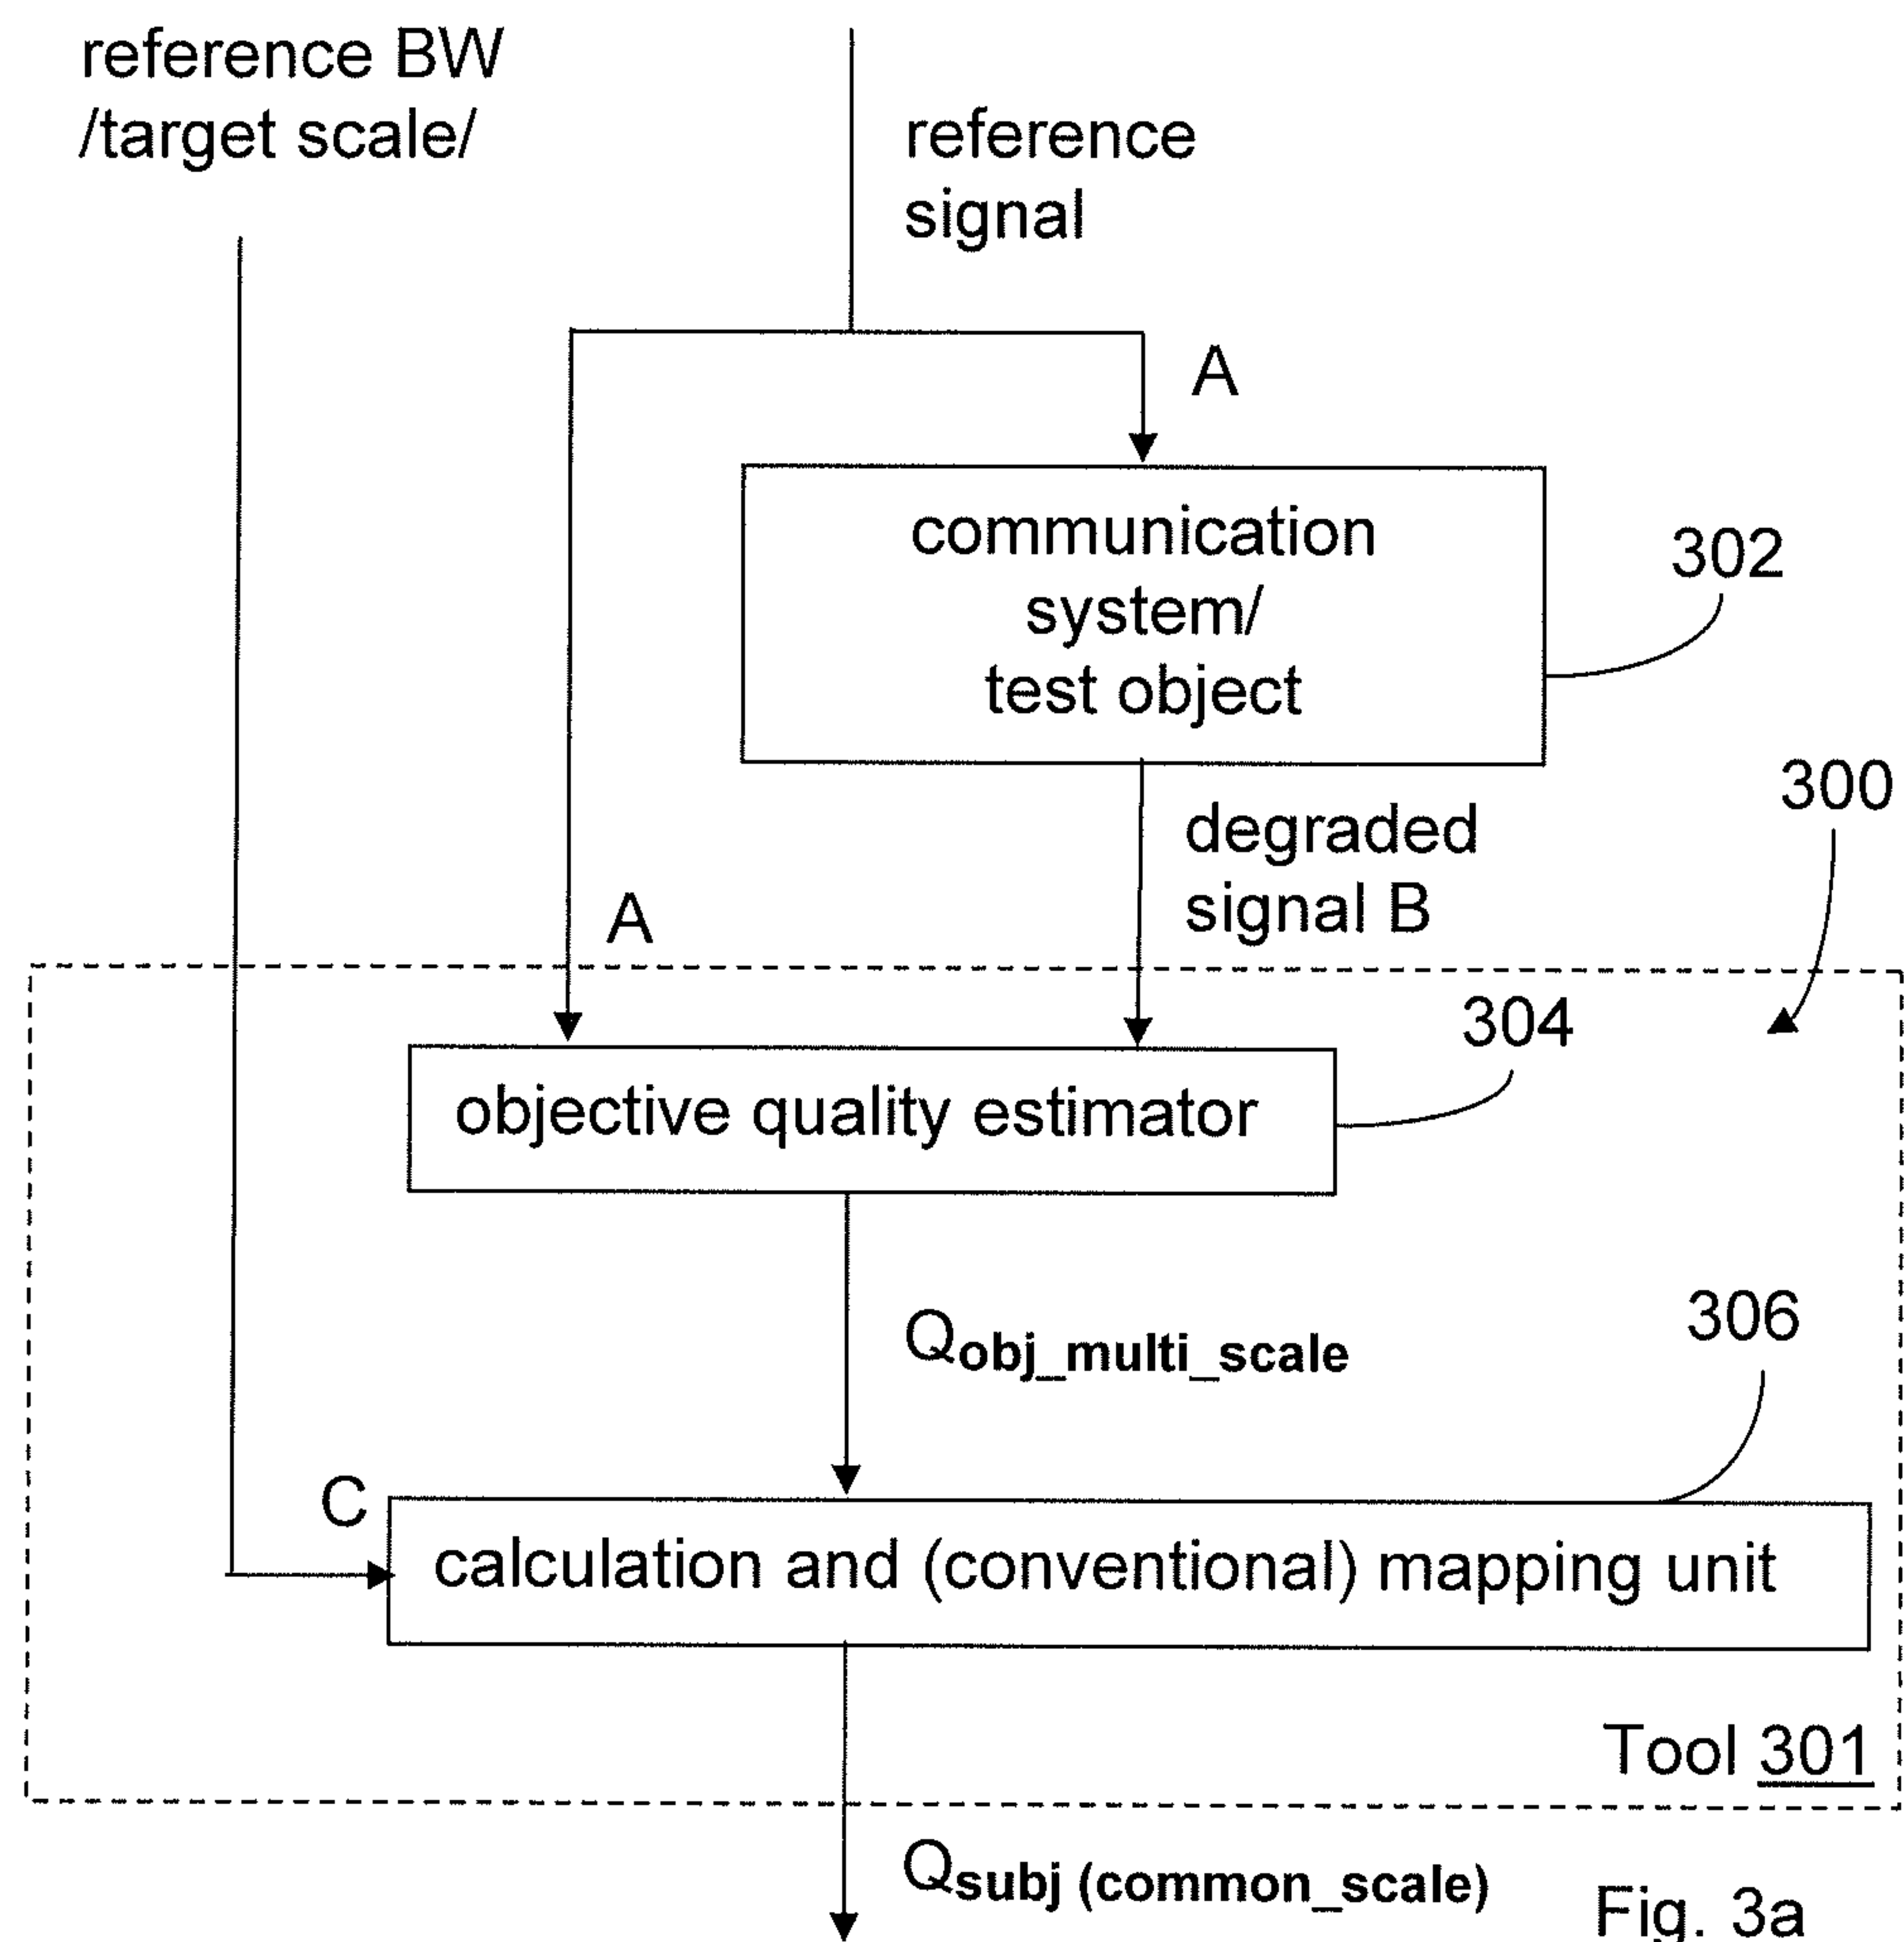 reference BW
/target scale/
reference
signal
A
communication
system/
test object
302
300
degraded
signal B
A
304
objective quality estimator
Qobj_multi_scale
306
C
calculation and (conventional) mapping unit
Tool 301
Qsubj (common_scale)
Fig. 3a